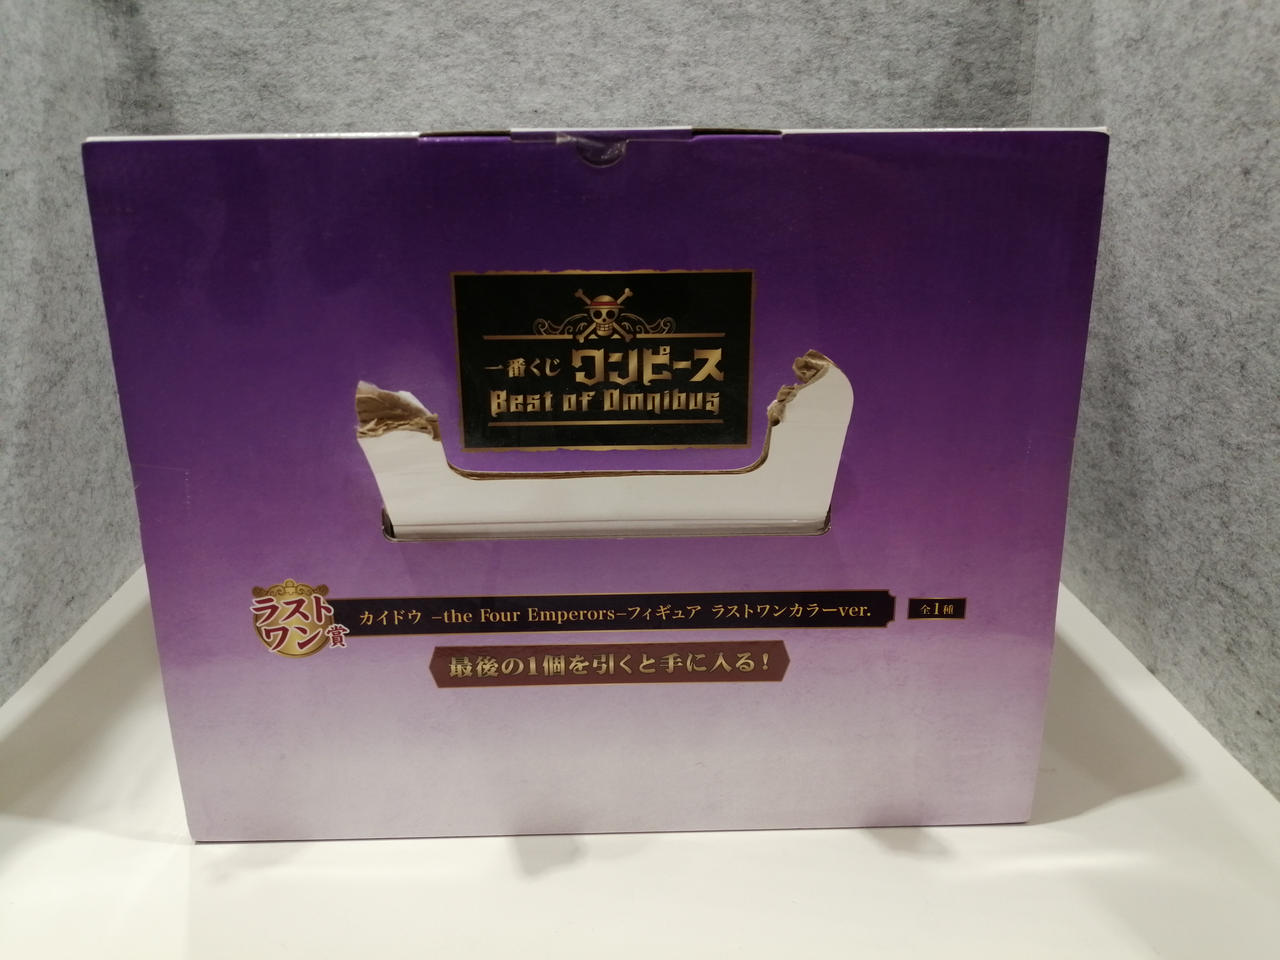 一番くじ ワンピース
Best of Omnibus
ラスト
ワン賞
カイドウ –the Four Emperors–フィギュア ラストワンカラーver.
全1種
最後の1個を引くと手に入る!